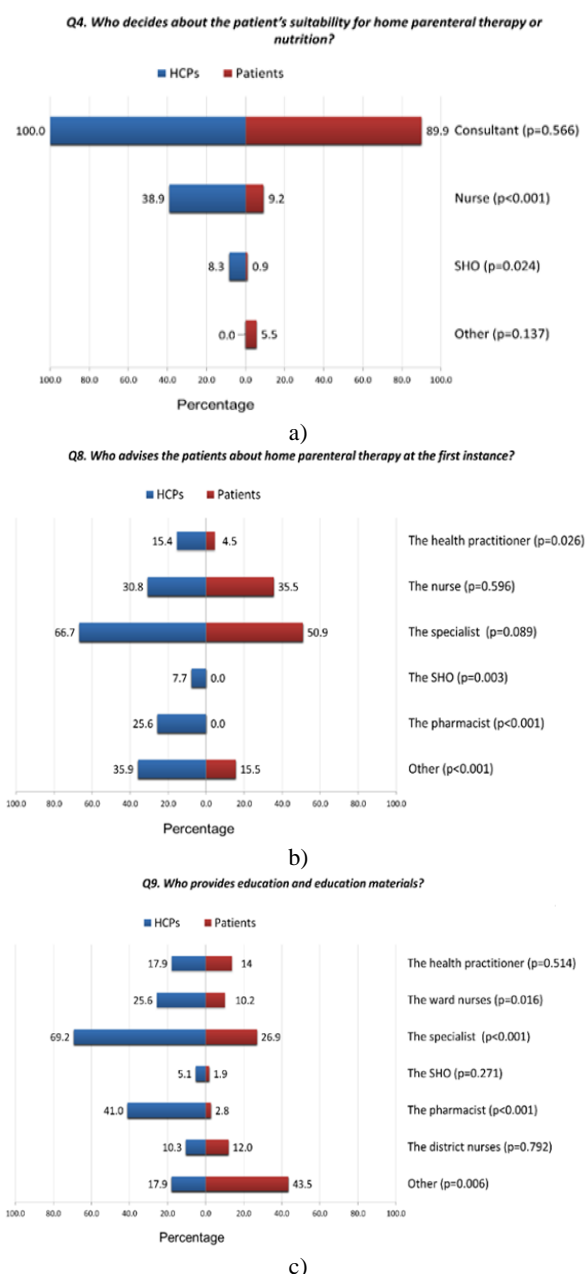 Q4. Who decides about the patient's suitability for home parenteral therapy or
nutrition?
HCPs Patients
100.0 89.9 Consultant (p=0.566)
38.9 9.2 Nurse (p<0.001)
8.3 0.9 SHO (p=0.024)
0.0 5.5 Other (p=0.137)
100.0 80.0 60.0 40.0 20.0 0.0 20.0 40.0 60.0 80.0 100.0
Percentage
a)
Q8. Who advises the patients about home parenteral therapy at the first instance?
HCPs Patients
15.4 4.5 The health practitioner (p=0.026)
30.8 35.5 The nurse (p=0.596)
66.7 50.9 The specialist (p=0.089)
7.7 0.0 The SHO (p=0.003)
25.6 0.0 The pharmacist (p<0.001)
35.9 15.5 Other (p<0.001)
100.0 80.0 60.0 40.0 20.0 0.0 20.0 40.0 60.0 80.0 100.0
Percentage
b)
Q9. Who provides education and education materials?
HCPs Patients
17.9 14 The health practitioner (p=0.514)
25.6 10.2 The ward nurses (p=0.016)
69.2 26.9 The specialist (p<0.001)
5.1 1.9 The SHO (p=0.271)
41.0 2.8 The pharmacist (p<0.001)
10.3 12.0 The district nurses (p=0.792)
17.9 43.5 Other (p=0.006)
100.0 80.0 60.0 40.0 20.0 0.0 20.0 40.0 60.0 80.0 100.0
Percentage
c)